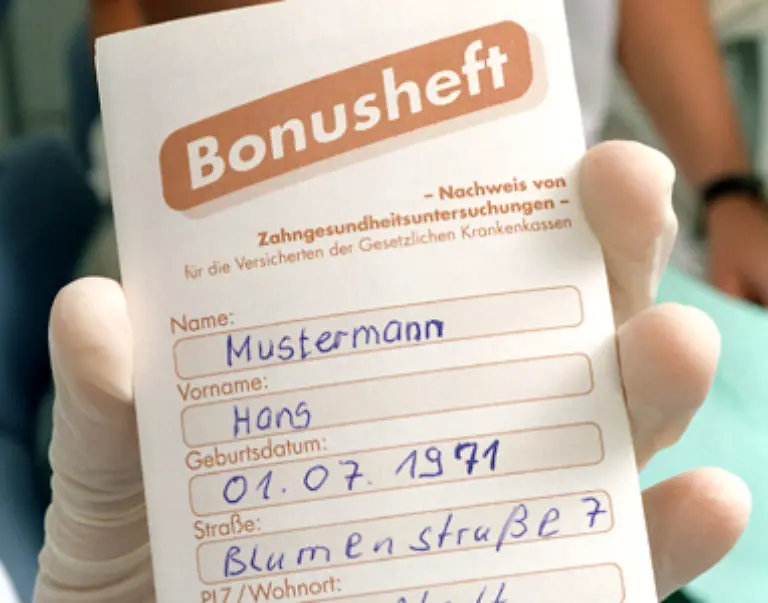 Bonusheft
– Nachweis von
Zahngesundheitsuntersuchungen –
für die Versicherten der Gesetzlichen Krankenkassen
Name:
Mustermann
Vorname:
Hans
Geburtsdatum:
01.07.1971
Straße:
Blumenstraße 7
PLZ/Wohnort: